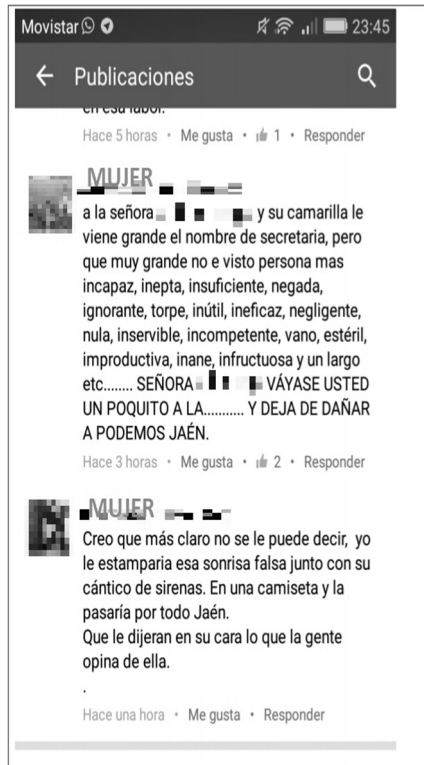 Movistar 23:45
Publicaciones
en esa labor.
Hace 5 horas • Me gusta • 1 • Responder
MUJER
a la señora y su camarilla le
viene grande el nombre de secretaria, pero
que muy grande no e visto persona mas
incapaz, inepta, insuficiente, negada,
ignorante, torpe, inútil, ineficaz, negligente,
nula, inservible, incompetente, vano, estéril,
improductiva, inane, infructuosa y un largo
etc........ SEÑORA VÁYASE USTED
UN POQUITO A LA........... Y DEJA DE DAÑAR
A PODEMOS JAÉN.
Hace 3 horas • Me gusta • 2 • Responder
MUJER
Creo que más claro no se le puede decir, yo
le estamparia esa sonrisa falsa junto con su
cántico de sirenas. En una camiseta y la
pasaría por todo Jaén.
Que le dijeran en su cara lo que la gente
opina de ella.
.
Hace una hora • Me gusta • Responder